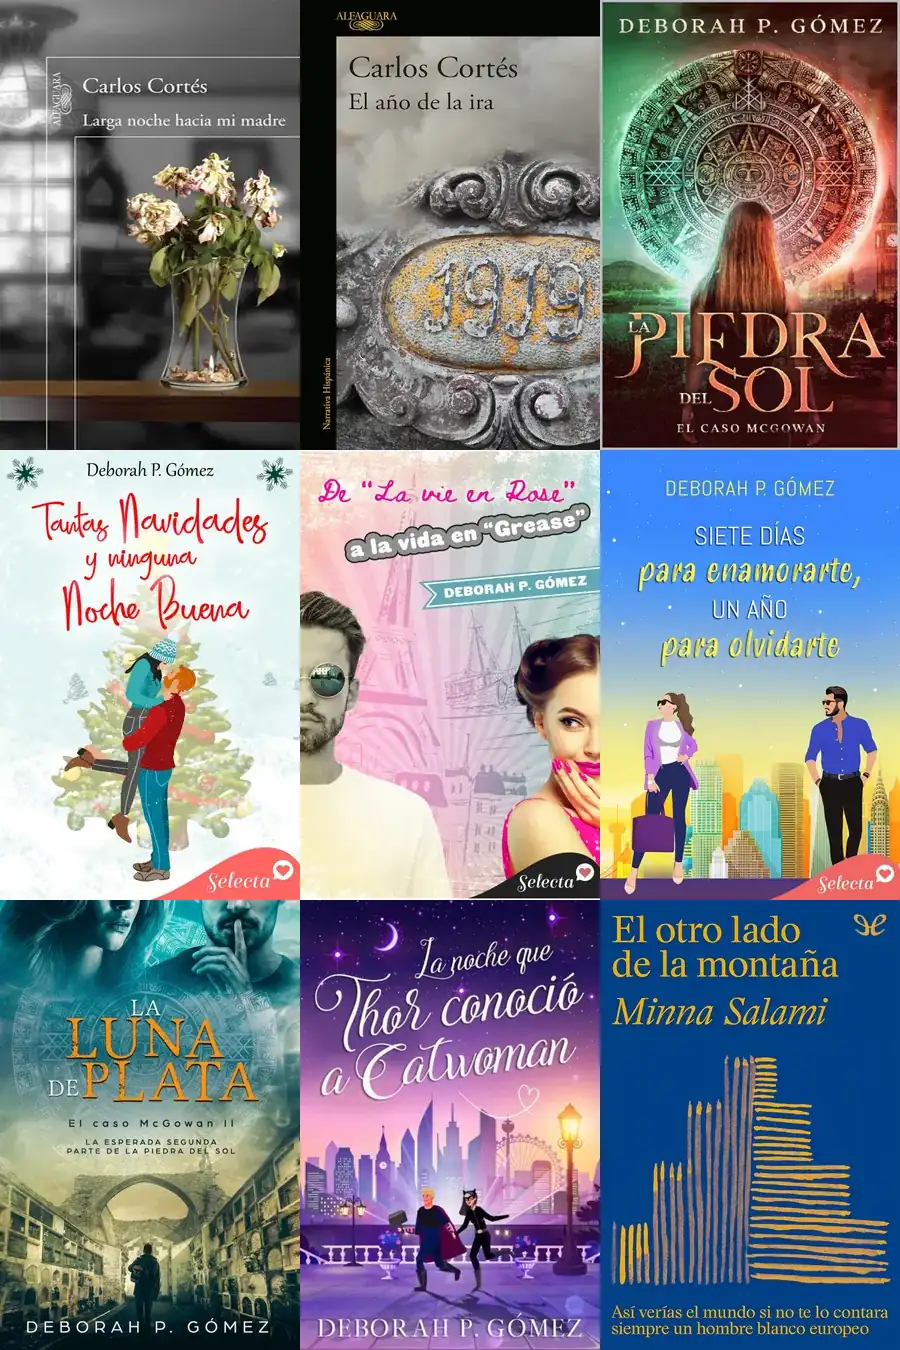 ALFAGUARA
Carlos Cortés
Larga noche hacia mi madre
ALFAGUARA
Carlos Cortés
El año de la ira
1919
Narrativa Hispánica
DEBORAH P. GÓMEZ
LA
PIEDRA
DEL SOL
EL CASO MCGOWAN
Deborah P. Gómez
Tantas Navidades
y ninguna
Noche Buena
Selecta
De "La vie en Rose"
a la vida en "Grease"
DEBORAH P. GÓMEZ
Selecta
DEBORAH P. GÓMEZ
SIETE DÍAS
para enamorarte,
UN AÑO
para olvidarte
Selecta
LA
LUNA
DE PLATA
El caso McGowan II
LA ESPERADA SEGUNDA
PARTE DE LA PIEDRA DEL SOL
DEBORAH P. GÓMEZ
La noche que
Thor conoció
a Catwoman
DEBORAH P. GÓMEZ
El otro lado
de la montaña
Minna Salami
Así verías el mundo si no te lo contara
siempre un hombre blanco europeo